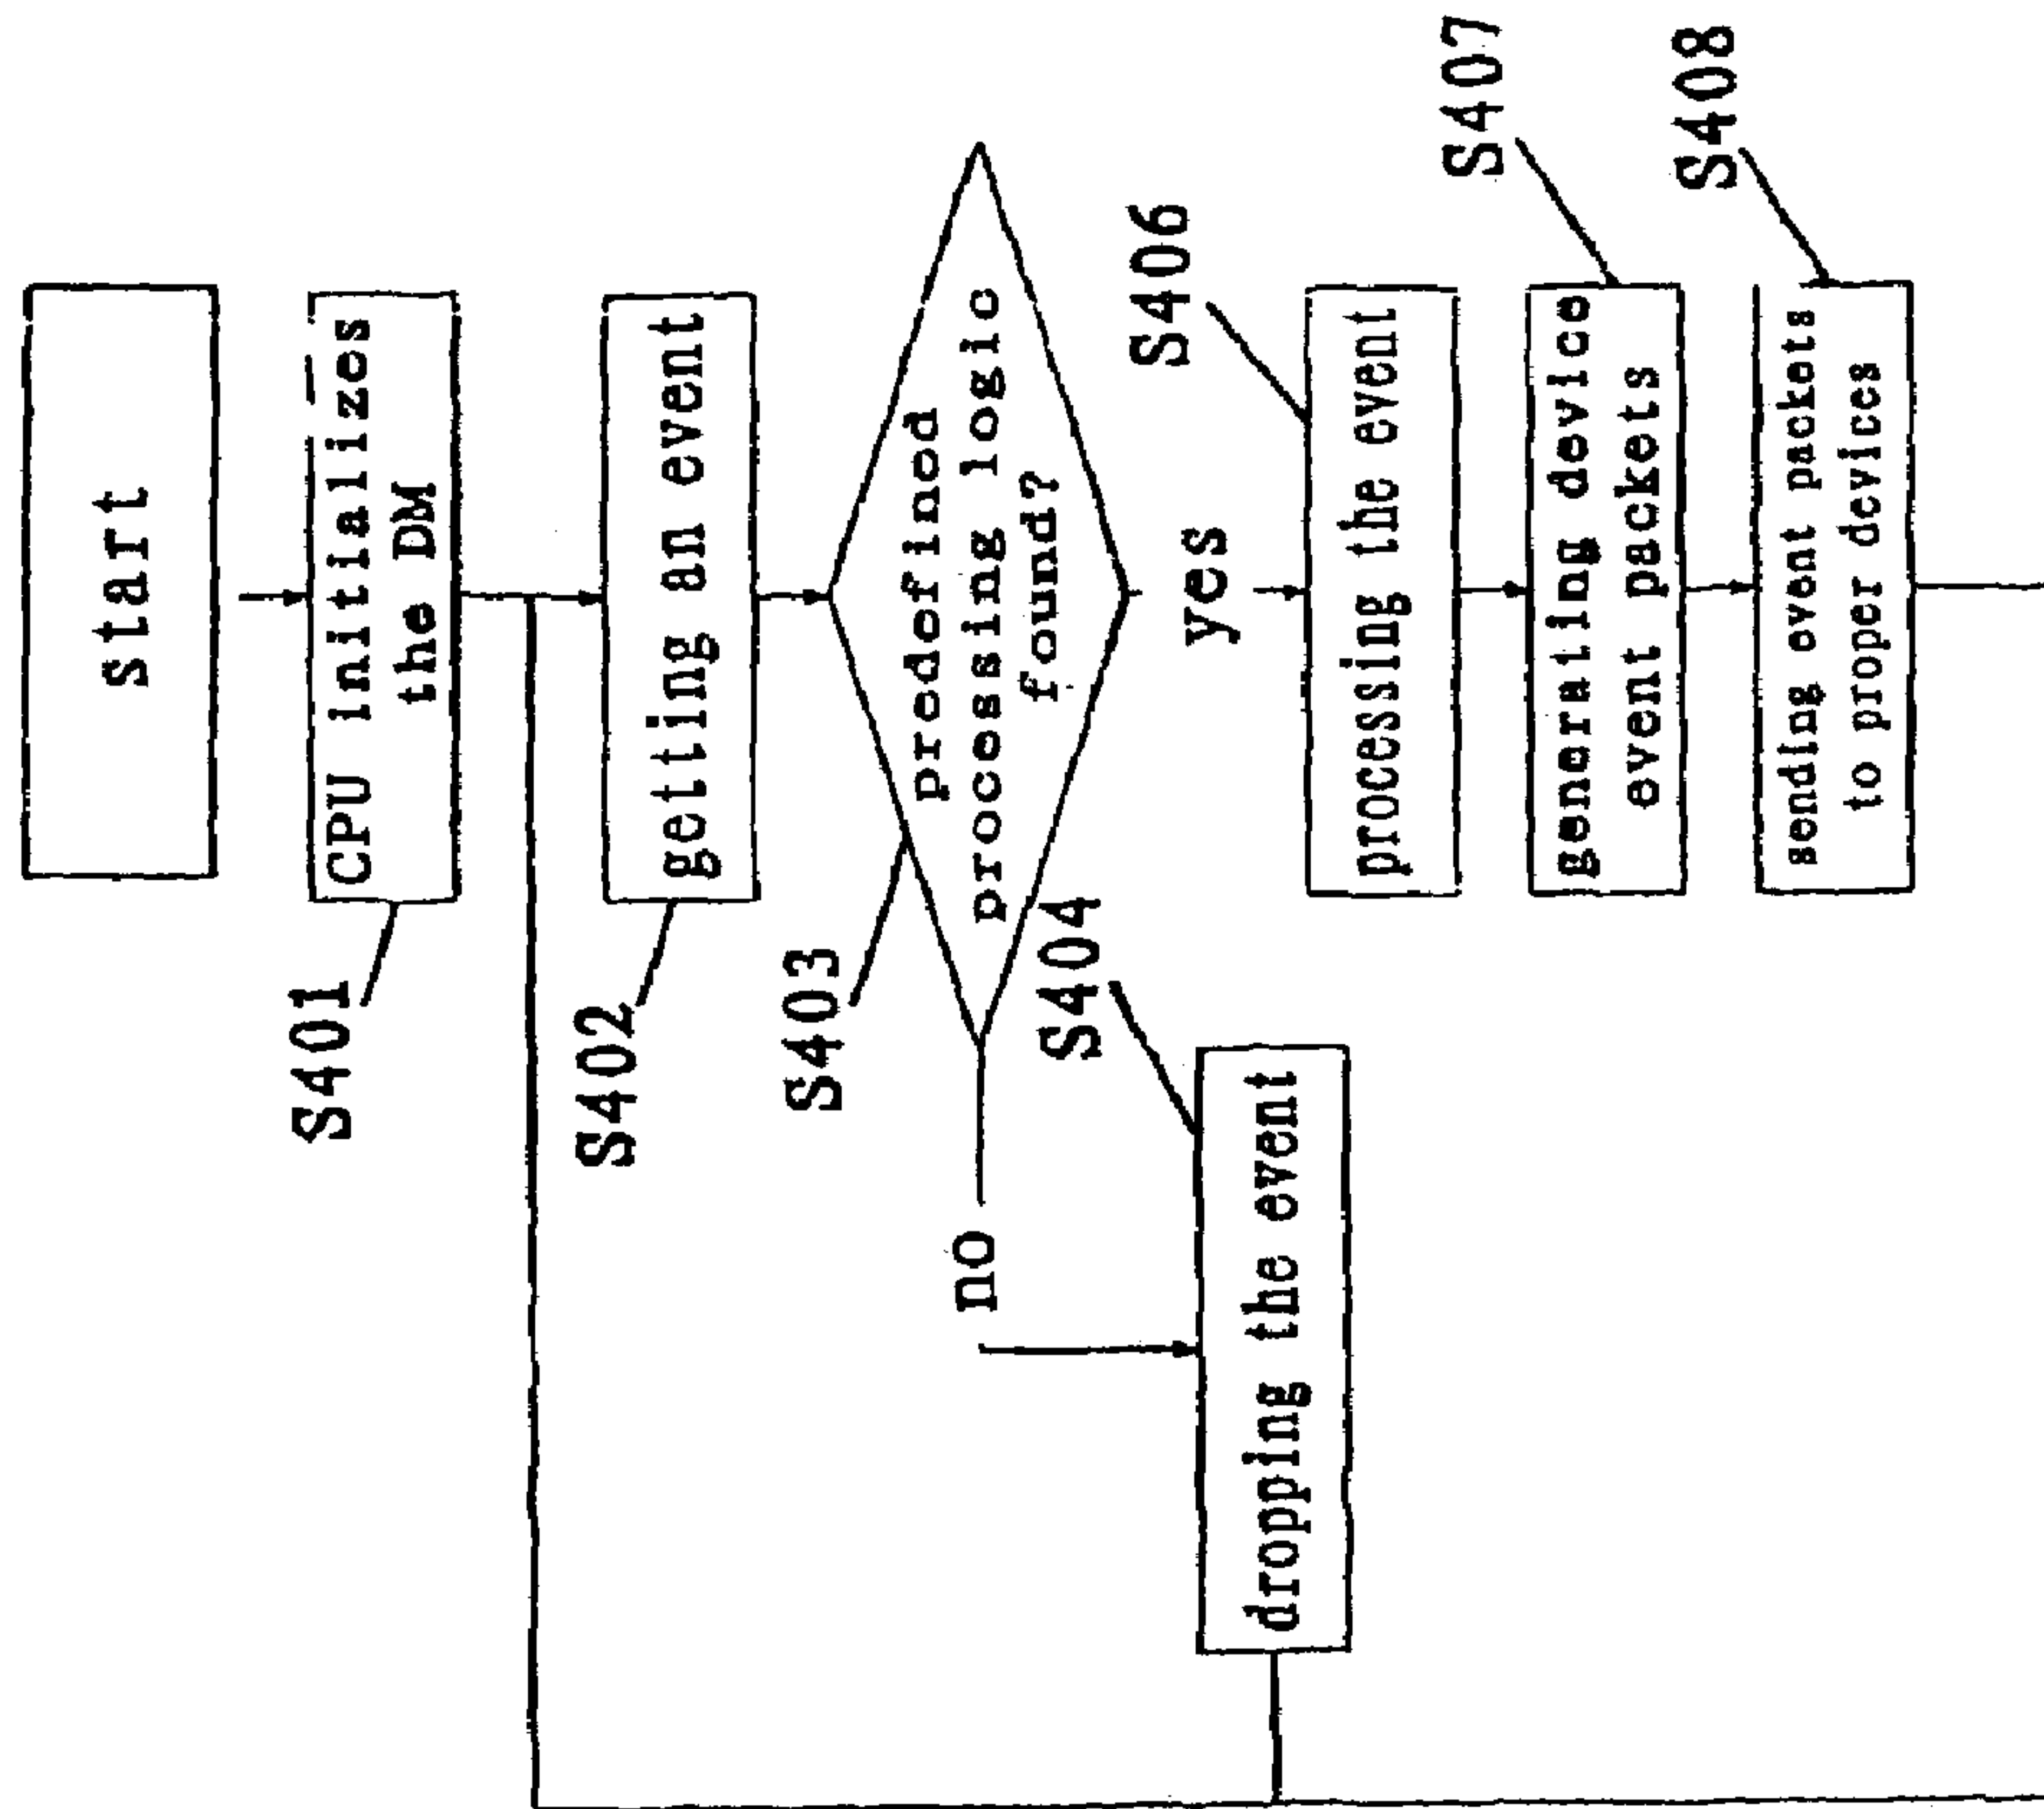 start
CPU initializes
the DM
S401
getting an event
S402
predefined
processing logic
found?
S403
no
S404
dropping the event
yes
S406
processing the event
S407
generating device
event packets
S408
sending event packets
to proper devices